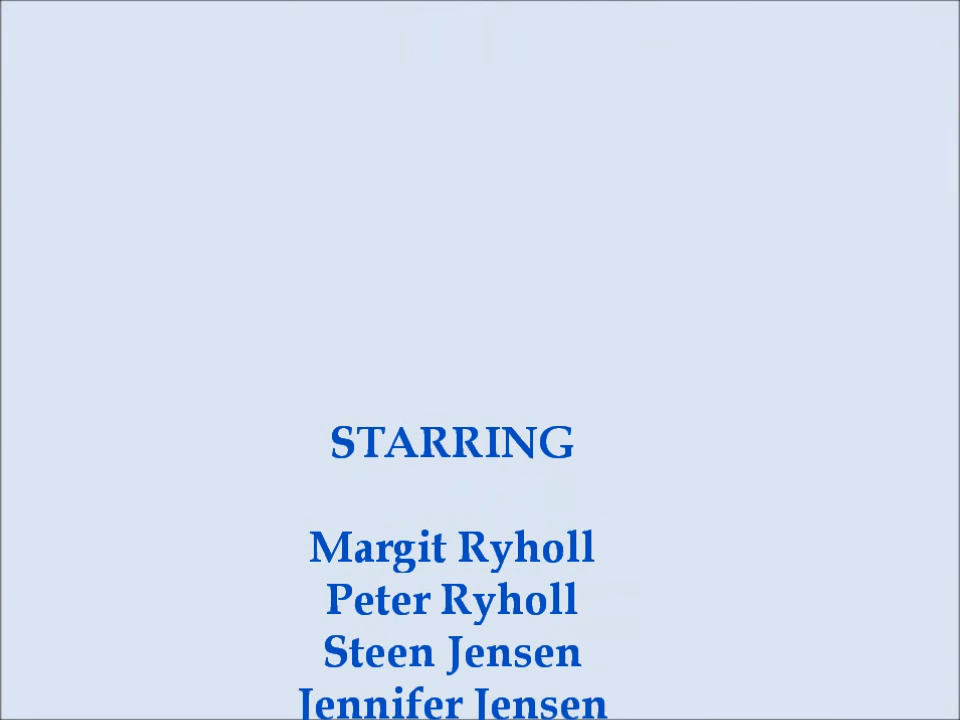 STARRING
Margit Ryholl
Peter Ryholl
Steen Jensen
Jennifer Jensen